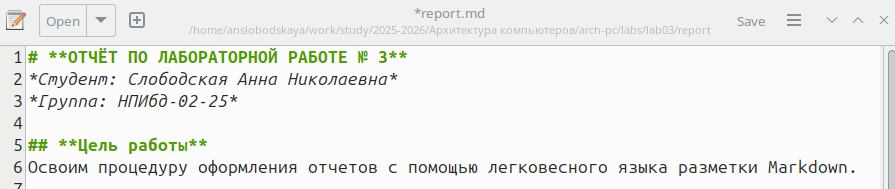 Open
*report.md
/home/anslobodskaya/work/study/2025-2026/Архитектура компьютеров/arch-pc/labs/lab03/report
Save
1 # **ОТЧЁТ ПО ЛАБОРАТОРНОЙ РАБОТЕ № 3**
2 *Студент: Слободская Анна Николаевна*
3 *Группа: НПИбд-02-25*
4
5 ## **Цель работы**
6 Освоим процедуру оформления отчетов с помощью легковесного языка разметки Markdown.
7